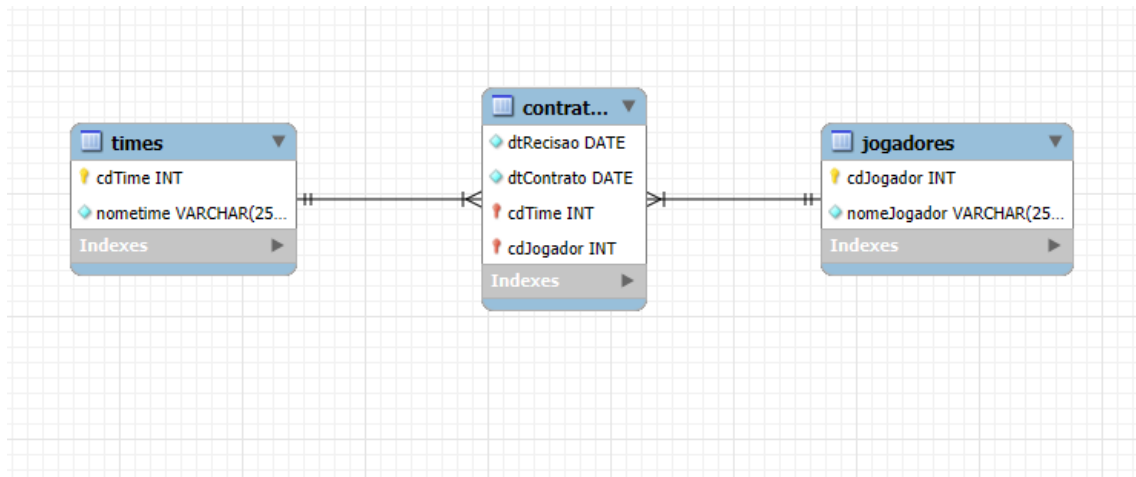 times
cdTime INT
nometime VARCHAR(25...
Indexes
contrat...
dtRecisao DATE
dtContrato DATE
cdTime INT
cdJogador INT
Indexes
jogadores
cdJogador INT
nomeJogador VARCHAR(25...
Indexes